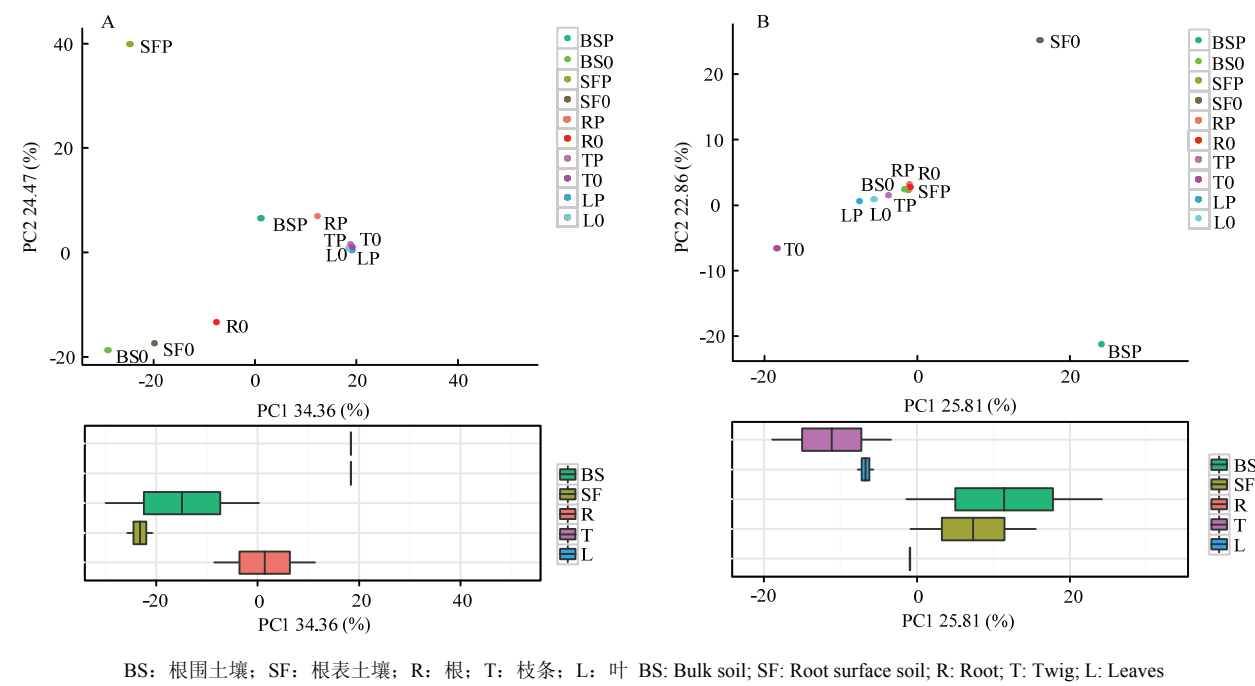 A
40
20
0
-20
PC2 24.47 (%)
SFP
BSP
RP
TP
T0
L0
LP
R0
SF0
BS0
-20
0
20
40
PC1 34.36 (%)
BSP
BS0
SFP
SF0
RP
R0
TP
T0
LP
L0
B
20
10
0
-10
-20
PC2 22.86 (%)
SF0
RP
R0
BS0
SFP
TP
LP
L0
T0
BSP
-20
0
20
PC1 25.81 (%)
BSP
BS0
SFP
SF0
RP
R0
TP
T0
LP
L0
BS
SF
R
T
L
-20
0
20
40
PC1 34.36 (%)
BS
SF
R
T
L
-20
0
20
PC1 25.81 (%)
BS：根围土壤；SF：根表土壤；R：根；T：枝条；L：叶 BS: Bulk soil; SF: Root surface soil; R: Root; T: Twig; L: Leaves